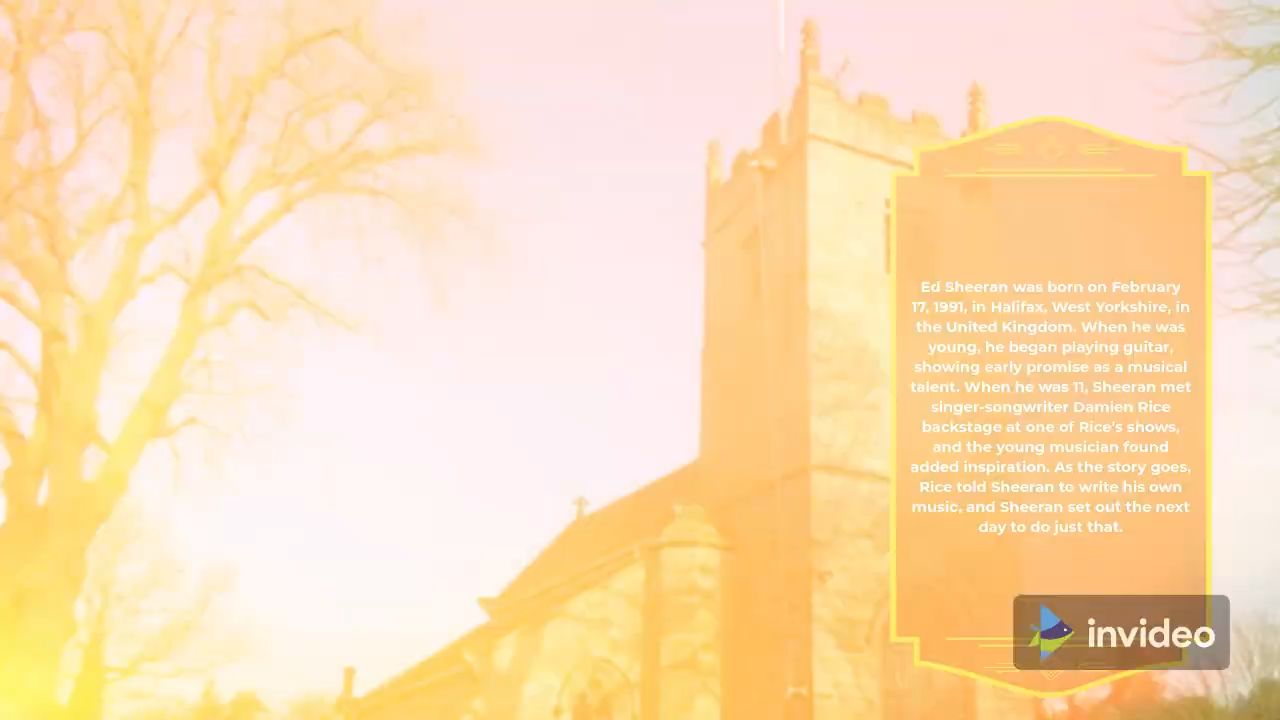 Ed Sheeran was born on February
17, 1991, in Halifax, West Yorkshire, in
the United Kingdom. When he was
young, he began playing guitar,
showing early promise as a musical
talent. When he was 11, Sheeran met
singer-songwriter Damien Rice
backstage at one of Rice's shows,
and the young musician found
added inspiration. As the story goes,
Rice told Sheeran to write his own
music, and Sheeran set out the next
day to do just that.
invideo